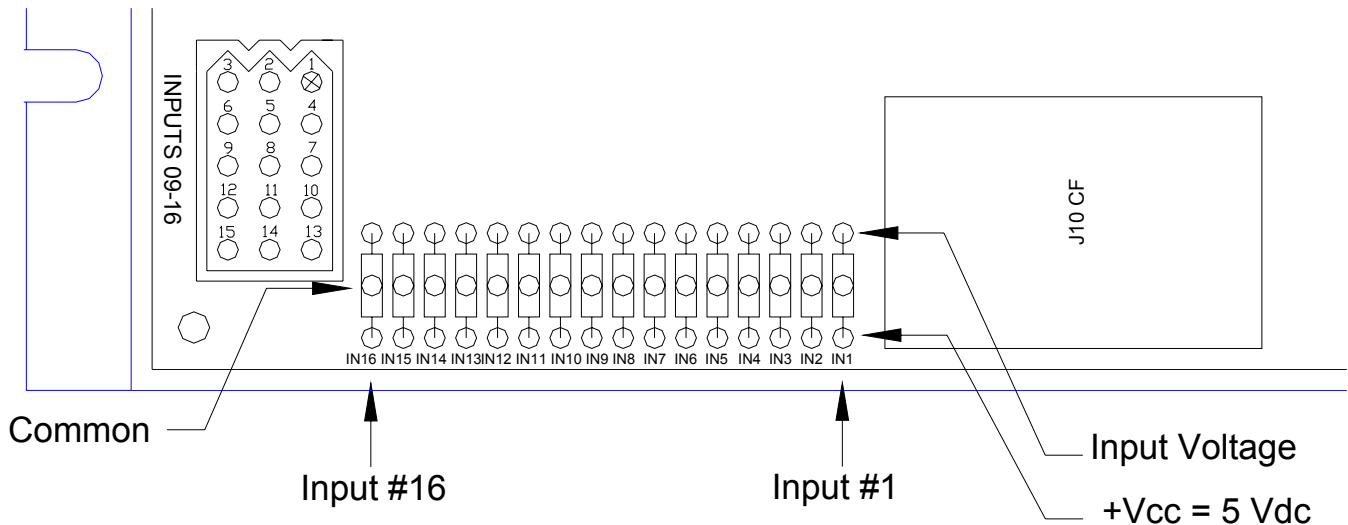 INPUTS 09-16
3 2 1
6 5 4
9 8 7
12 11 10
15 14 13
J10 CF
IN16 IN15 IN14 IN13 IN12 IN11 IN10 IN9 IN8 IN7 IN6 IN5 IN4 IN3 IN2 IN1
Common
Input #16
Input #1
Input Voltage
+Vcc = 5 Vdc